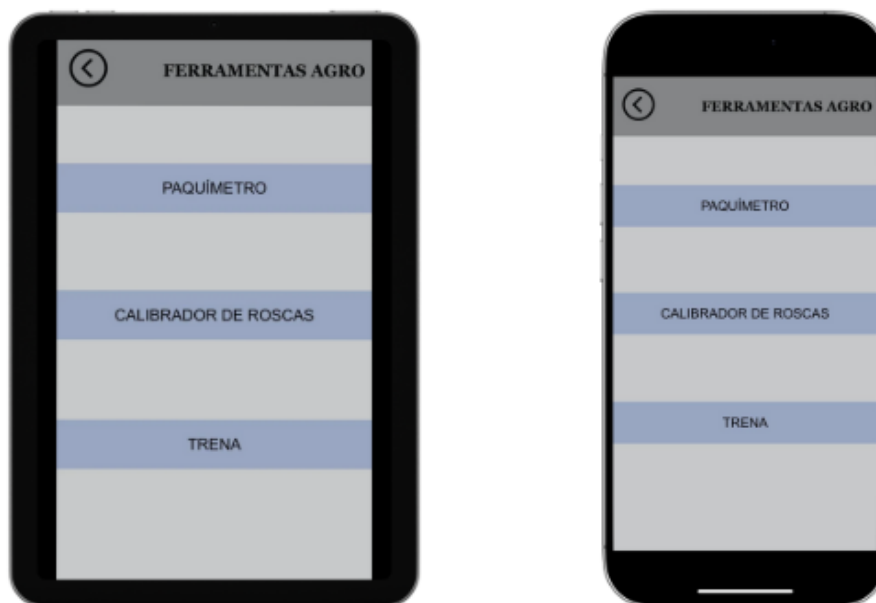 FERRAMENTAS AGRO
PAQUÍMETRO
CALIBRADOR DE ROSCAS
TRENA
FERRAMENTAS AGRO
PAQUÍMETRO
CALIBRADOR DE ROSCAS
TRENA